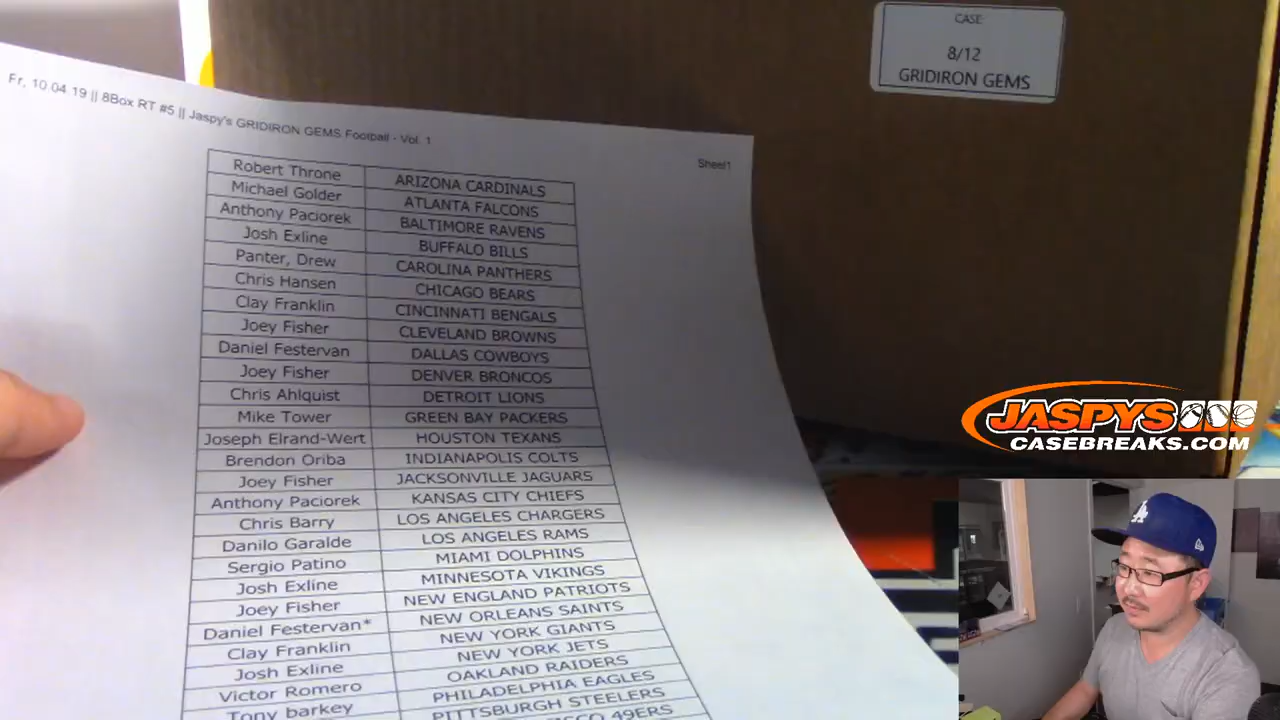 CASE:
8/12
GRIDIRON GEMS
Fr, 10.04 19 || 8Box RT #5 || Jaspy's GRIDIRON GEMS Football - Vol. 1
Sheet1
Robert Throne ARIZONA CARDINALS
Michael Golder ATLANTA FALCONS
Anthony Paciorek BALTIMORE RAVENS
Josh Exline BUFFALO BILLS
Panter, Drew CAROLINA PANTHERS
Chris Hansen CHICAGO BEARS
Clay Franklin CINCINNATI BENGALS
Joey Fisher CLEVELAND BROWNS
Daniel Festervan DALLAS COWBOYS
Joey Fisher DENVER BRONCOS
Chris Ahlquist DETROIT LIONS
Mike Tower GREEN BAY PACKERS
Joseph Elrand-Wert HOUSTON TEXANS
Brendon Oriba INDIANAPOLIS COLTS
Joey Fisher JACKSONVILLE JAGUARS
Anthony Paciorek KANSAS CITY CHIEFS
Chris Barry LOS ANGELES CHARGERS
Danilo Garalde LOS ANGELES RAMS
Sergio Patino MIAMI DOLPHINS
Josh Exline MINNESOTA VIKINGS
Joey Fisher NEW ENGLAND PATRIOTS
Daniel Festervan* NEW ORLEANS SAINTS
Clay Franklin NEW YORK GIANTS
Josh Exline NEW YORK JETS
Victor Romero OAKLAND RAIDERS
Tony barkey PHILADELPHIA EAGLES
PITTSBURGH STEELERS
49ERS
JASPYS
CASEBREAKS.COM
LA